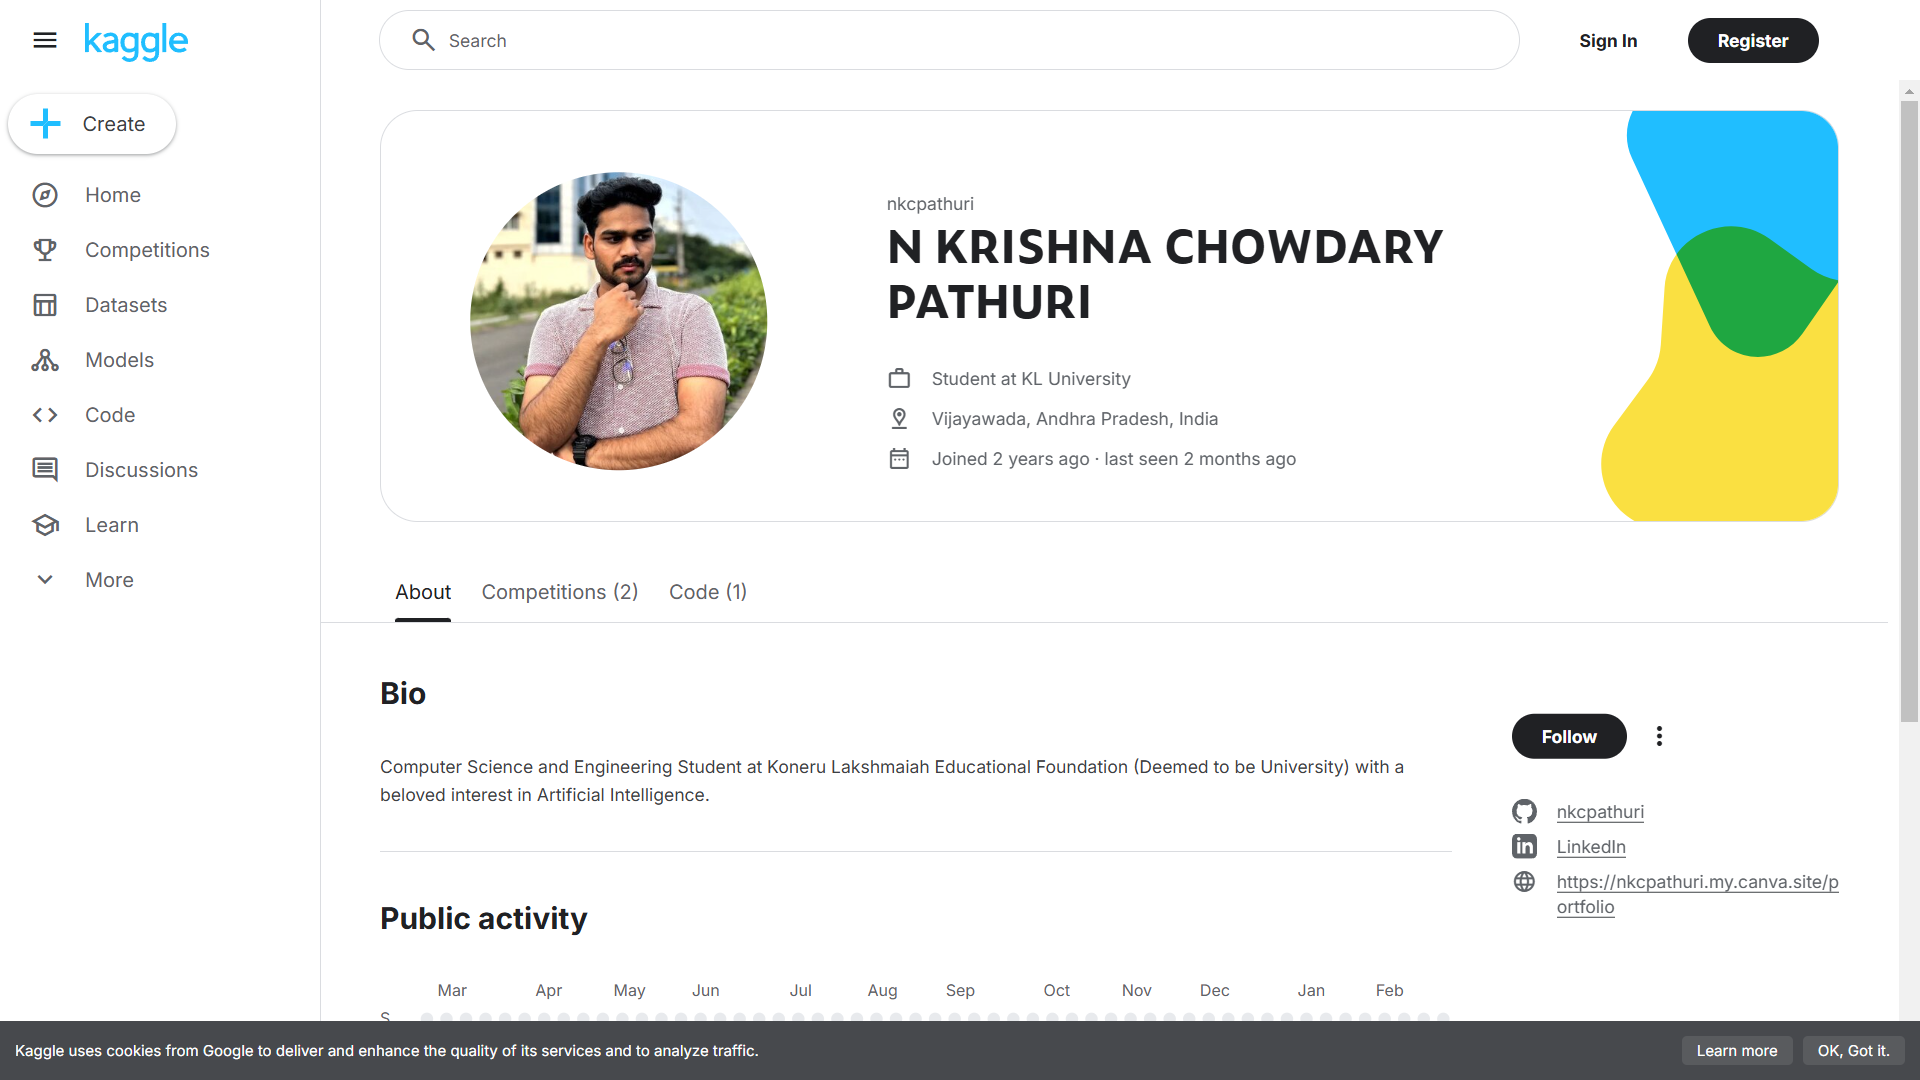 kaggle
Search
Sign In
Register
Create
Home
Competitions
Datasets
Models
Code
Discussions
Learn
More
nkcpathuri
N KRISHNA CHOWDARY
PATHURI
Student at KL University
Vijayawada, Andhra Pradesh, India
Joined 2 years ago · last seen 2 months ago
About
Competitions (2)
Code (1)
Bio
Computer Science and Engineering Student at Koneru Lakshmaiah Educational Foundation (Deemed to be University) with a
beloved interest in Artificial Intelligence.
Follow
nkcpathuri
LinkedIn
https://nkcpathuri.my.canva.site/p
ortfolio
Public activity
Mar Apr May Jun Jul Aug Sep Oct Nov Dec Jan Feb
S
Kaggle uses cookies from Google to deliver and enhance the quality of its services and to analyze traffic.
Learn more
OK, Got it.